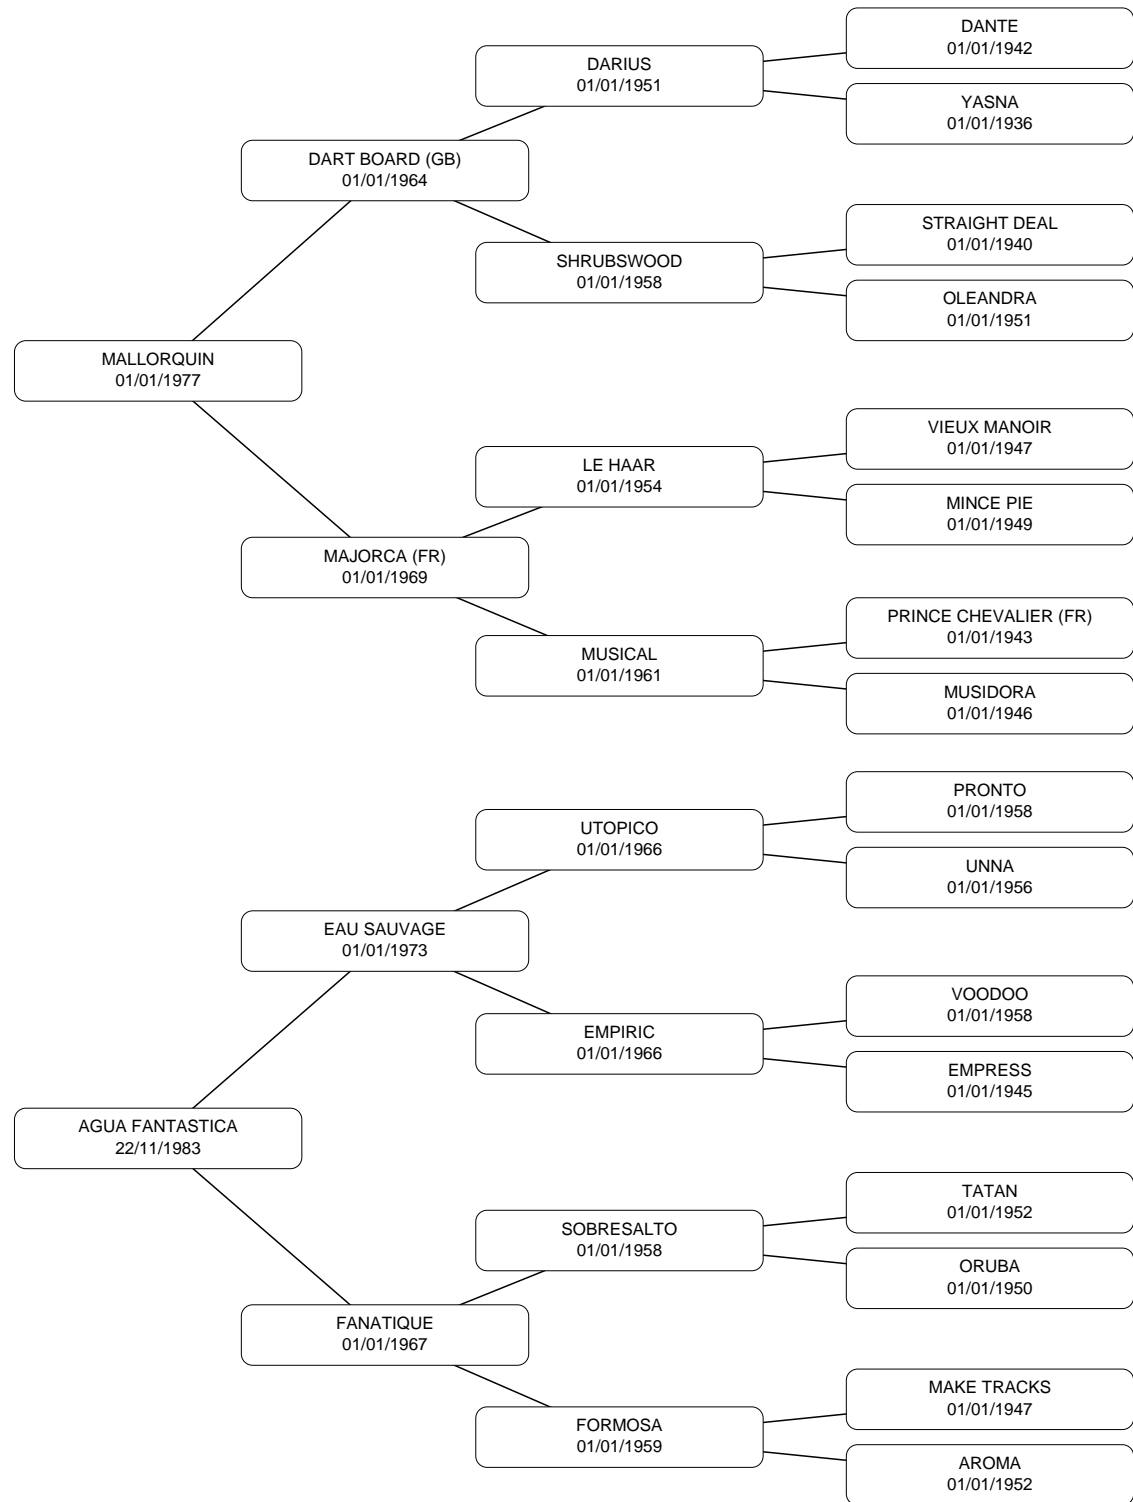 DANTE
01/01/1942
DARIUS
01/01/1951
YASNA
01/01/1936
DART BOARD (GB)
01/01/1964
STRAIGHT DEAL
01/01/1940
SHRUBSWOOD
01/01/1958
OLEANDRA
01/01/1951
MALLORQUIN
01/01/1977
VIEUX MANOIR
01/01/1947
LE HAAR
01/01/1954
MINCE PIE
01/01/1949
MAJORCA (FR)
01/01/1969
PRINCE CHEVALIER (FR)
01/01/1943
MUSICAL
01/01/1961
MUSIDORA
01/01/1946
PRONTO
01/01/1958
UTOPICO
01/01/1966
UNNA
01/01/1956
EAU SAUVAGE
01/01/1973
VOODOO
01/01/1958
EMPIRIC
01/01/1966
EMPRESS
01/01/1945
AGUA FANTASTICA
22/11/1983
TATAN
01/01/1952
SOBRESALTO
01/01/1958
ORUBA
01/01/1950
FANATIQUE
01/01/1967
MAKE TRACKS
01/01/1947
FORMOSA
01/01/1959
AROMA
01/01/1952